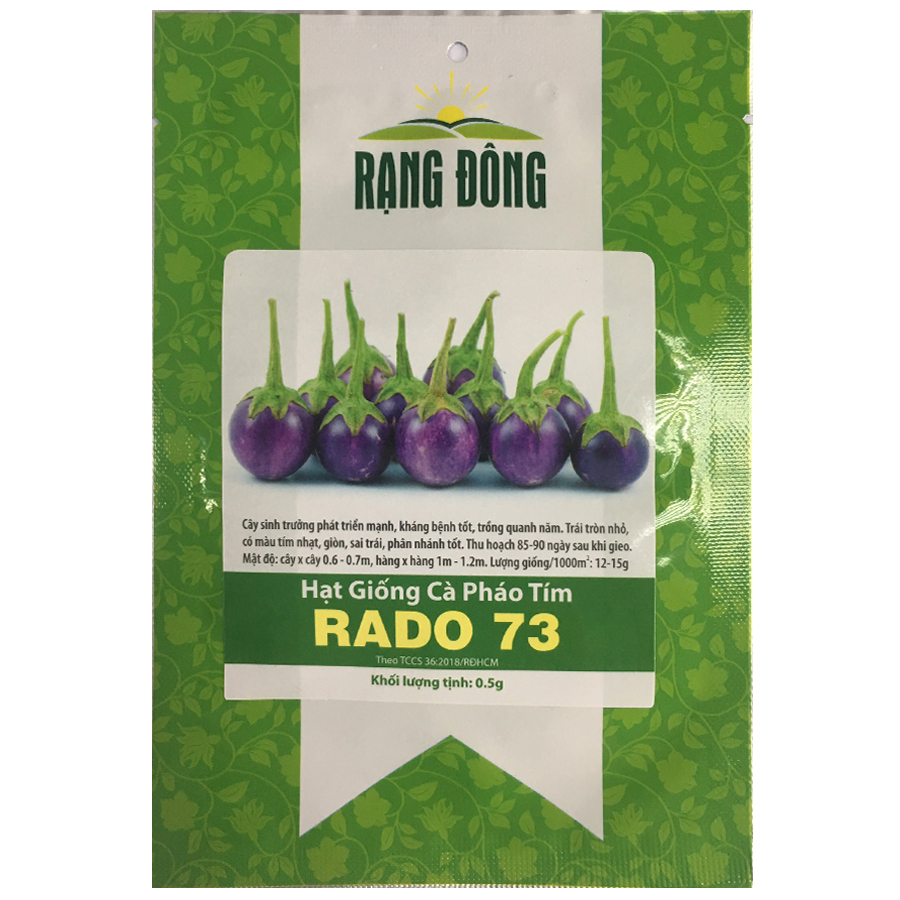 RẠNG ĐÔNG
Cây sinh trưởng phát triển mạnh, kháng bệnh tốt, trồng quanh năm. Trái tròn nhỏ,
có màu tím nhạt, giòn, sai trái, phân nhánh tốt. Thu hoạch 85-90 ngày sau khi gieo.
Mật độ: cây x cây 0.6 - 0.7m, hàng x hàng 1m - 1.2m. Lượng giống/1000m²: 12-15g
Hạt Giống Cà Pháo Tím
RADO 73
Theo TCCS 36:2018/RĐHCM
Khối lượng tịnh: 0.5g